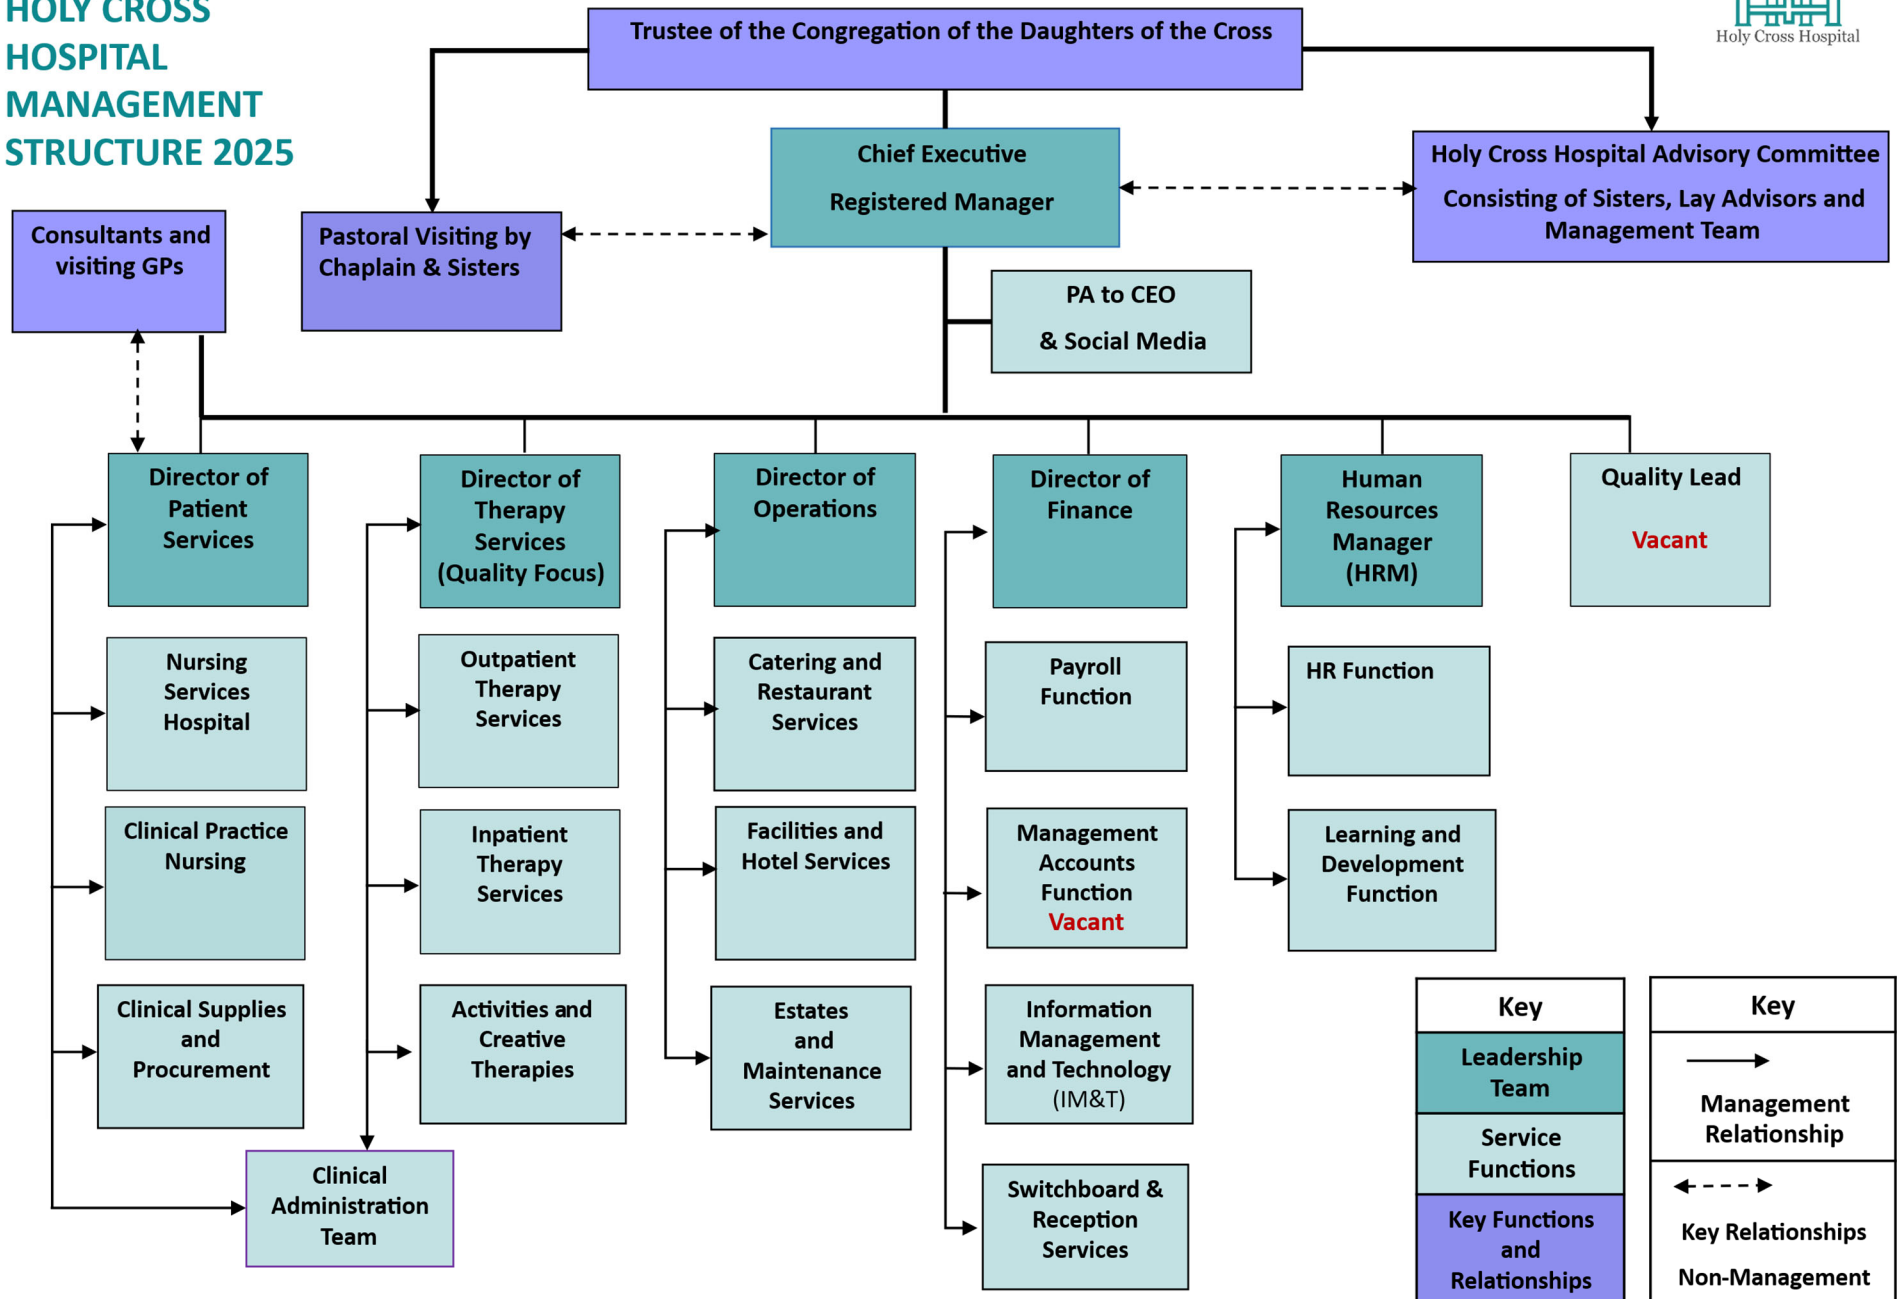 HOLY CROSS
HOSPITAL
MANAGEMENT
STRUCTURE 2025
Trustee of the Congregation of the Daughters of the Cross
Holy Cross Hospital
Chief Executive
Registered Manager
Holy Cross Hospital Advisory Committee
Consisting of Sisters, Lay Advisors and
Management Team
Consultants and
visiting GPs
Pastoral Visiting by
Chaplain & Sisters
PA to CEO
& Social Media
Director of
Patient
Services
Director of
Therapy
Services
(Quality Focus)
Director of
Operations
Director of
Finance
Human
Resources
Manager
(HRM)
Quality Lead
Vacant
Nursing
Services
Hospital
Outpatient
Therapy
Services
Catering and
Restaurant
Services
Payroll
Function
HR Function
Clinical Practice
Nursing
Inpatient
Therapy
Services
Facilities and
Hotel Services
Management
Accounts
Function
Vacant
Learning and
Development
Function
Clinical Supplies
and
Procurement
Activities and
Creative
Therapies
Estates
and
Maintenance
Services
Information
Management
and Technology
(IM&T)
Clinical
Administration
Team
Switchboard &
Reception
Services
Key
Leadership
Team
Service
Functions
Key Functions
and
Relationships
Key
Management
Relationship
Key Relationships
Non-Management